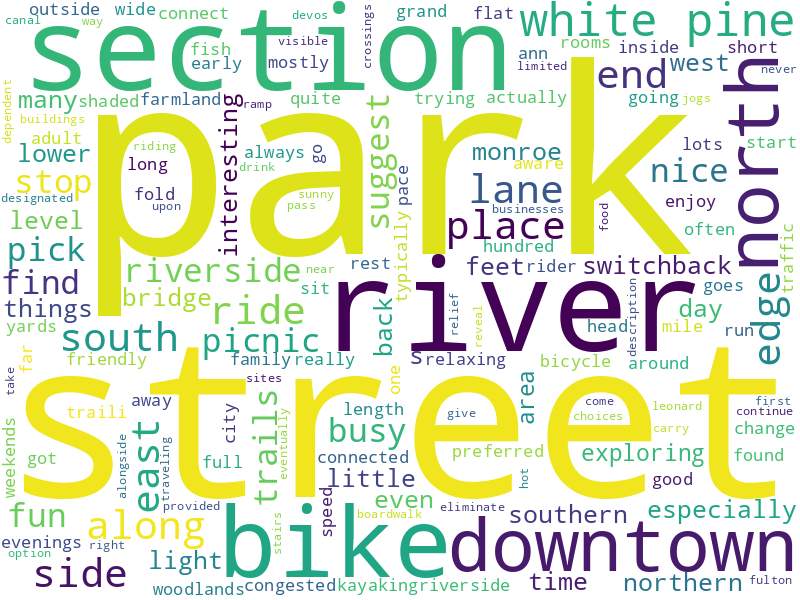 canal way outside wide connect devos grand flat white pine
section fish early visible mostly crossings ann rooms inside short
limited end west north never
many shaded farmland ramp quite trying actually going jogs
dependent buildings adult riding interesting always go suggest monroe aware lots start
lower long drink nice
stop fold sunny pace lane enjoy
designated upon pass businesses food often traffic
level park place hundred
pick riverside near rest typically feet rider switchback goes edge
find bridge sit river description day
things ride relief reveal head mile run
yards south picnic back
friendly family really s relaxing bicycle around
far one area sites come first
take street choices leonard continue
traili away city length give carry change
weekends got east alongside traveling trails eventually full connected busy preferred exploring found
little hot good
fun along provided speed even eliminate southern especially
evenings right stairs boardwalk
option side light bike downtown
woodlands congested kayaking riverside time northern fulton